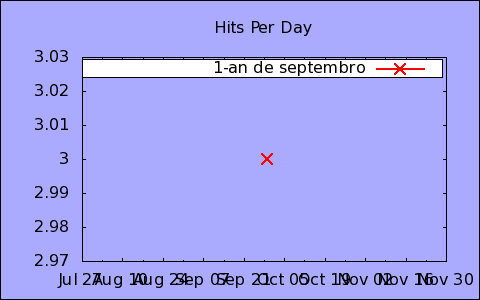 Hits Per Day
3.03
1-an de septembro
3.02
3.01
3
2.99
2.98
2.97
Jul 27 Aug 10 Aug 24 Sep 07 Sep 21 Oct 05 Oct 19 Nov 02 Nov 16 Nov 30